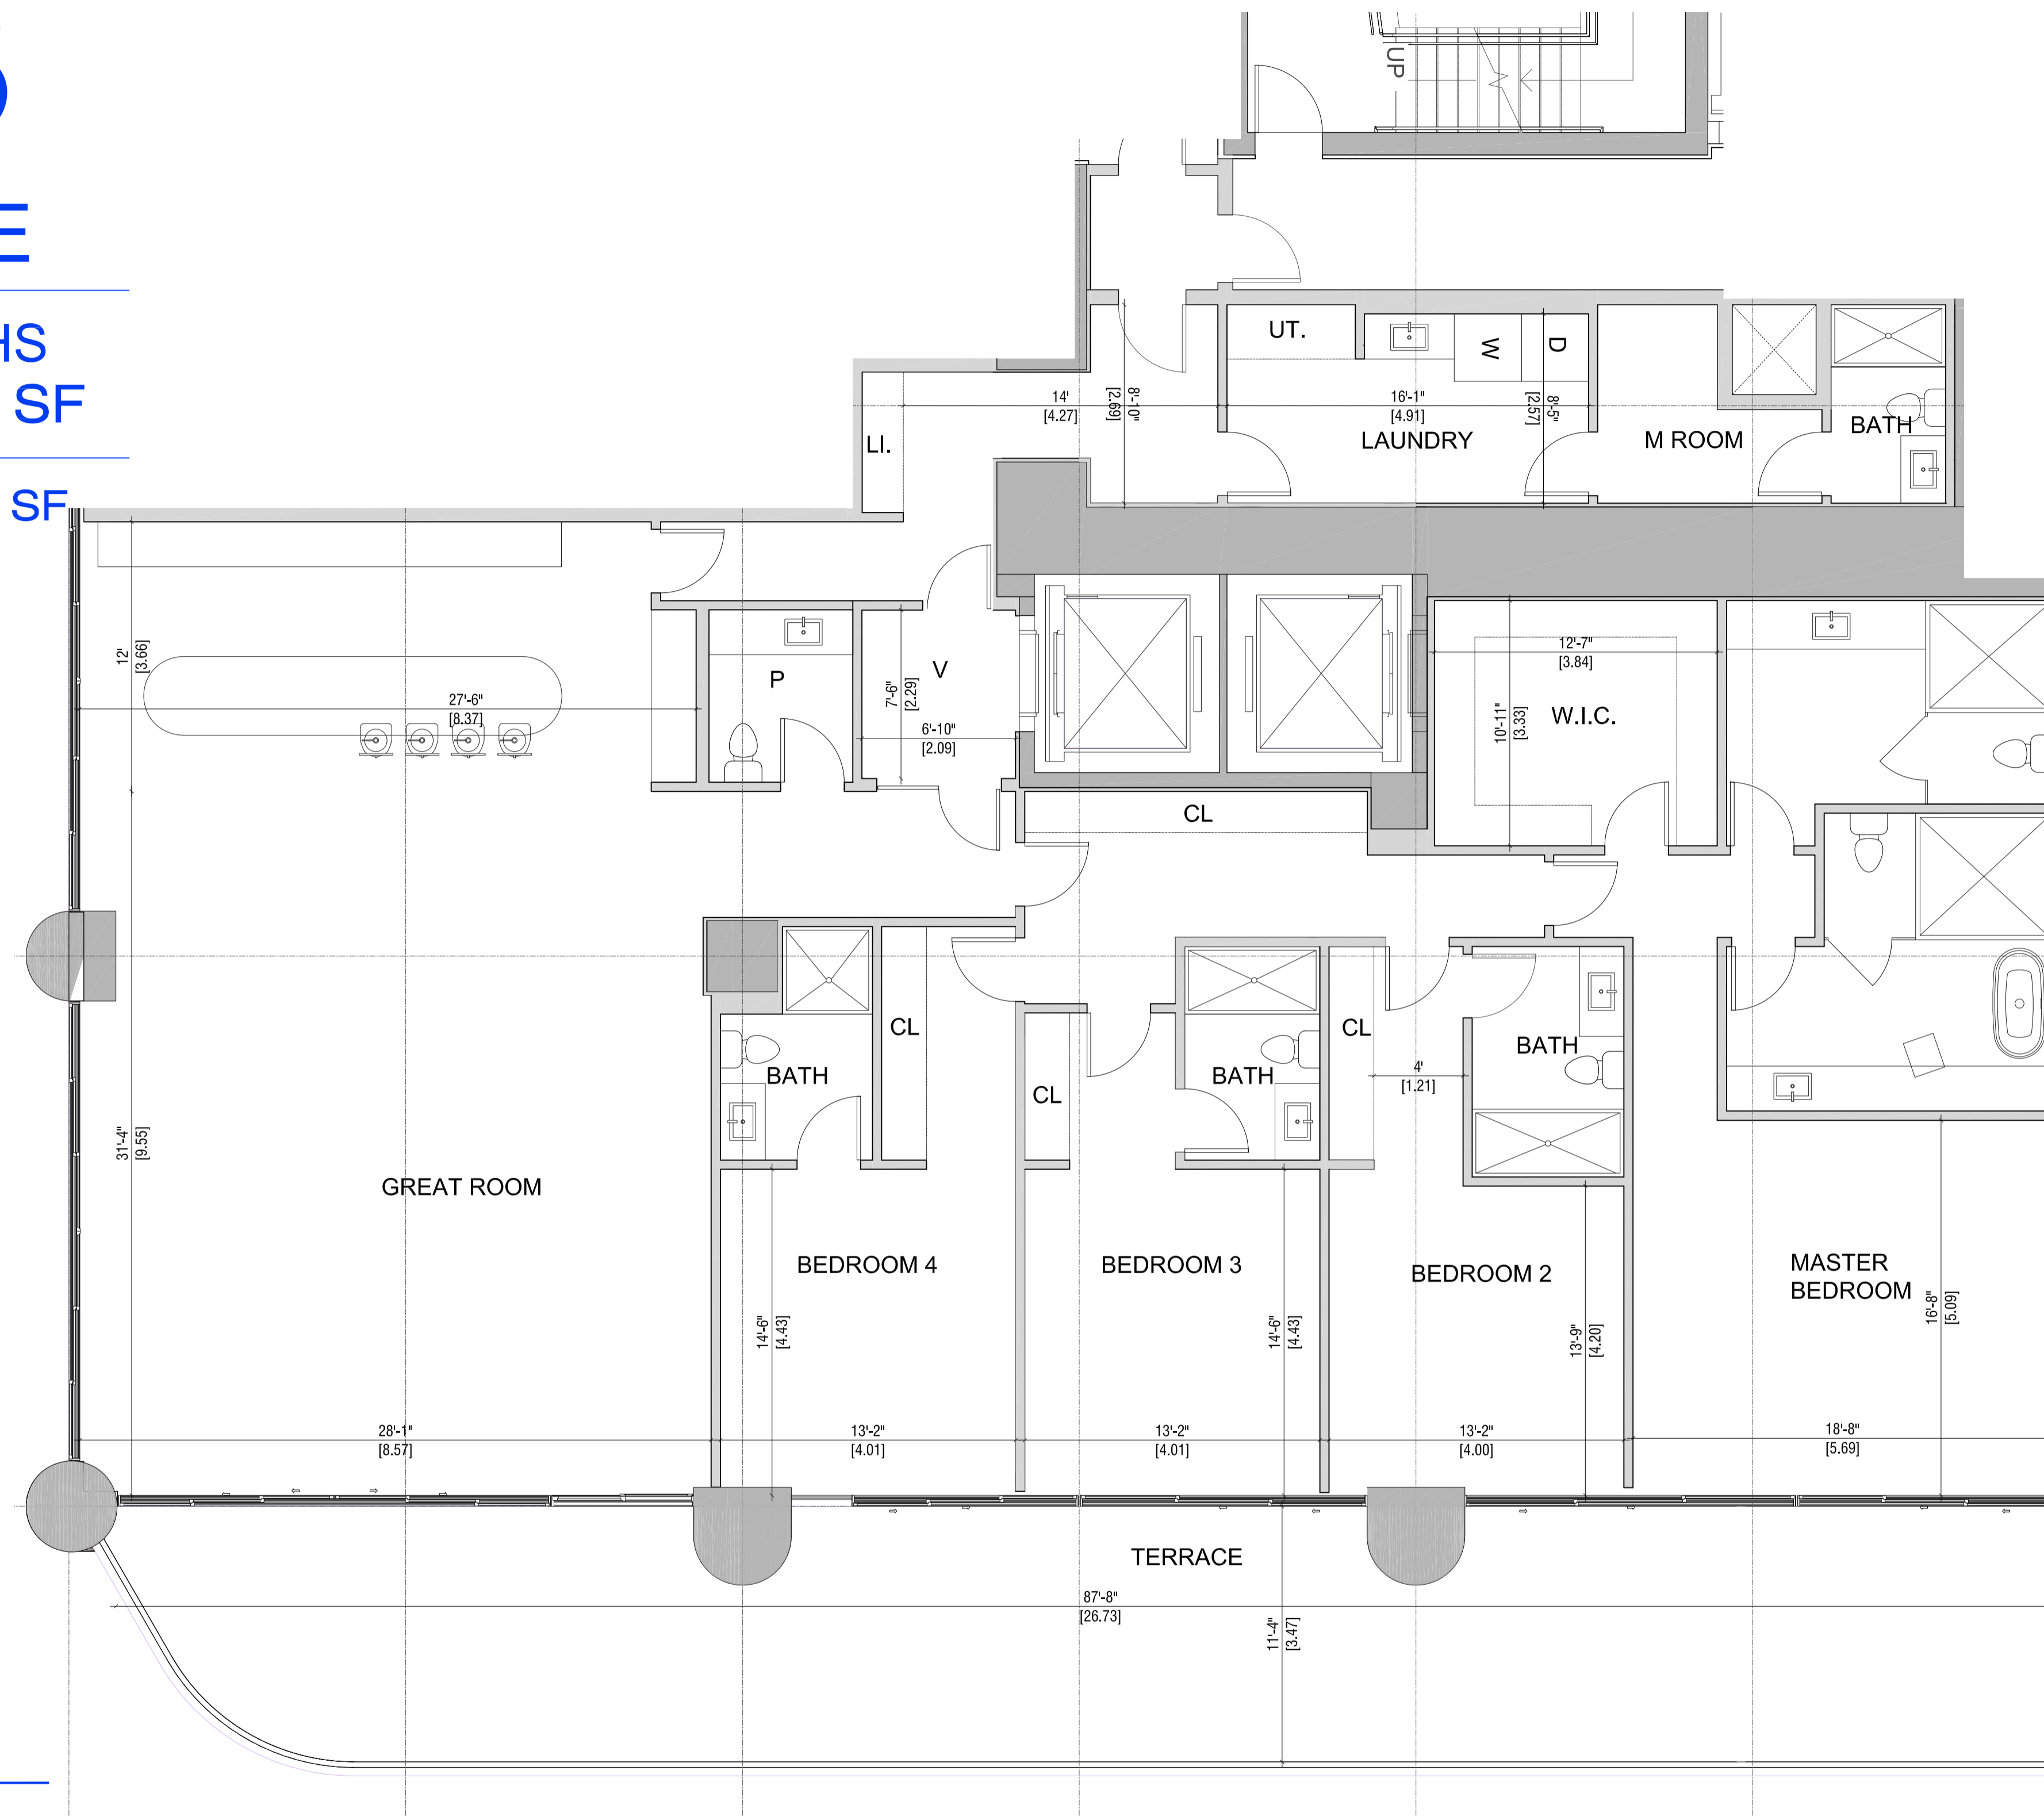 E
HS
SF
SF
UP
UT.
W
D
14'
[4.27]
8'-10"
[2.69]
16'-1"
[4.91]
8'-5"
[2.57]
LI.
LAUNDRY
M ROOM
BATH
12'
[3.66]
27'-6"
[8.37]
P
V
7'-6"
[2.29]
6'-10"
[2.09]
12'-7"
[3.84]
10'-11"
[3.33]
W.I.C.
CL
CL
CL
CL
BATH
BATH
BATH
4'
[1.21]
31'-4"
[9.55]
GREAT ROOM
BEDROOM 4
BEDROOM 3
BEDROOM 2
MASTER
BEDROOM
14'-6"
[4.43]
14'-6"
[4.43]
13'-9"
[4.20]
16'-8"
[5.09]
28'-1"
[8.57]
13'-2"
[4.01]
13'-2"
[4.01]
13'-2"
[4.00]
18'-8"
[5.69]
TERRACE
87'-8"
[26.73]
11'-4"
[3.47]